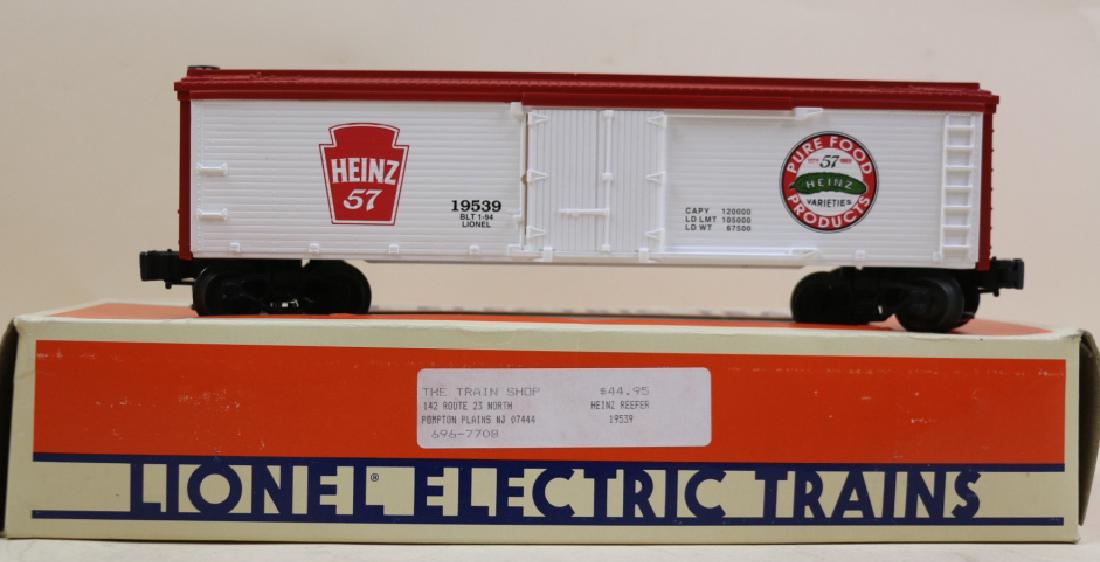 HEINZ
57
19539
BLT 1-94
LIONEL
PURE FOOD
57
HEINZ
VARIETIES
PRODUCTS
CAPY 120000
LD LMT 105000
LD WT 67500
THE TRAIN SHOP $44.95
142 ROUTE 23 NORTH HEINZ REEFER
POMPTON PLAINS NJ 07444 19539
696-7708
LIONEL® ELECTRIC TRAINS